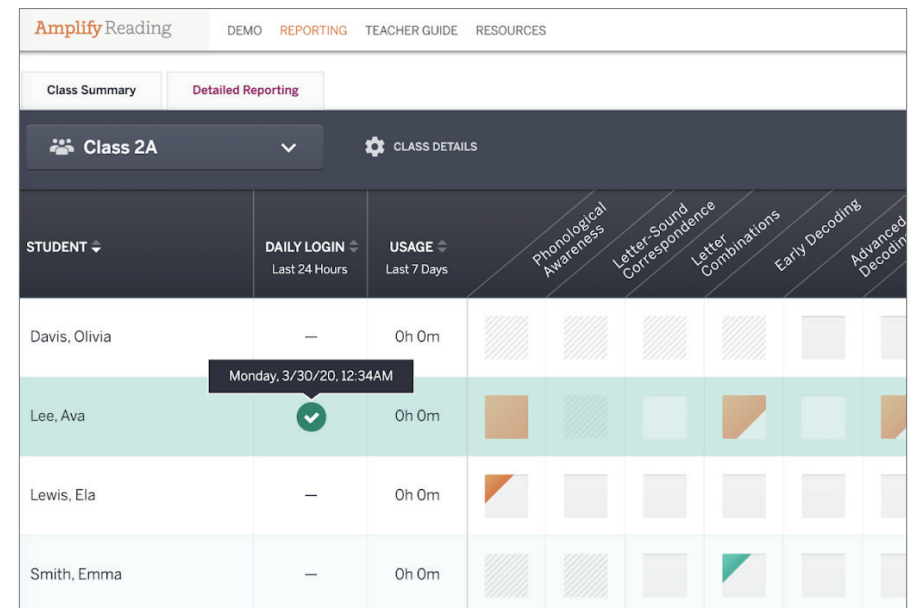 Amplify Reading DEMO REPORTING TEACHER GUIDE RESOURCES
Class Summary Detailed Reporting
Class 2A CLASS DETAILS
STUDENT DAILY LOGIN USAGE
Last 24 Hours Last 7 Days
Phonological
Awareness
Letter-Sound
Correspondence
Letter
Combinations
Early Decoding
Advanced
Davis, Olivia — 0h 0m
Monday, 3/30/20, 12:34AM
Lee, Ava 0h 0m
Lewis, Ela — 0h 0m
Smith, Emma — 0h 0m